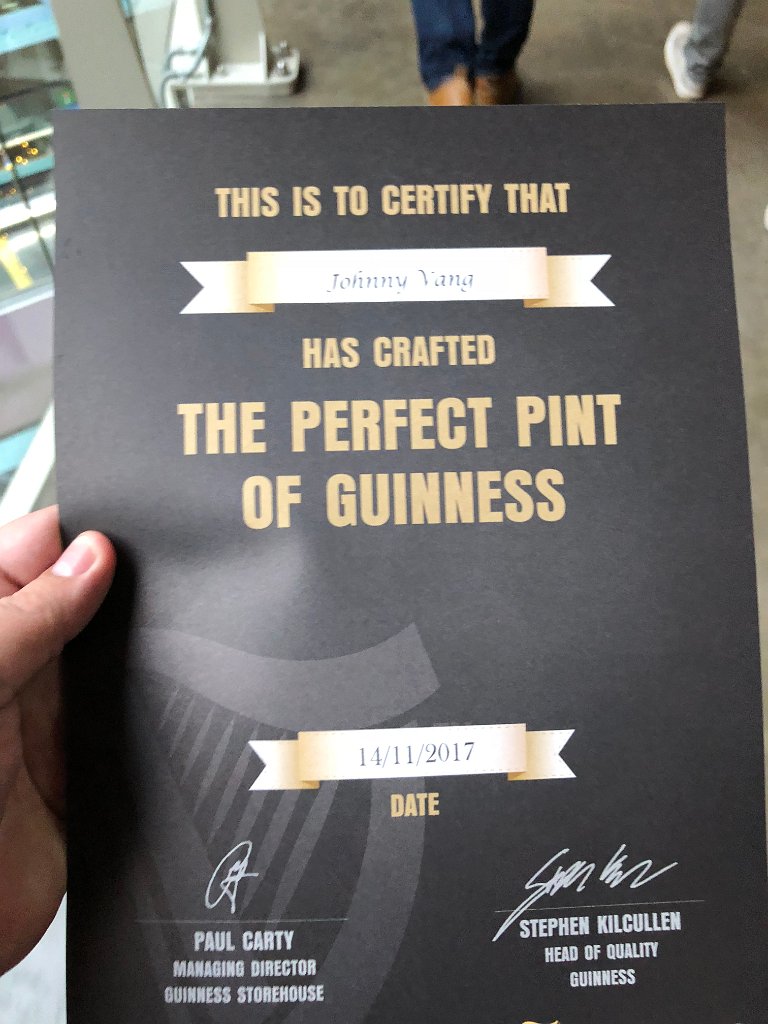 THIS IS TO CERTIFY THAT
Johnny Vang
HAS CRAFTED
THE PERFECT PINT
OF GUINNESS
14/11/2017
DATE
PAUL CARTY
MANAGING DIRECTOR
GUINNESS STOREHOUSE
STEPHEN KILCULLEN
HEAD OF QUALITY
GUINNESS